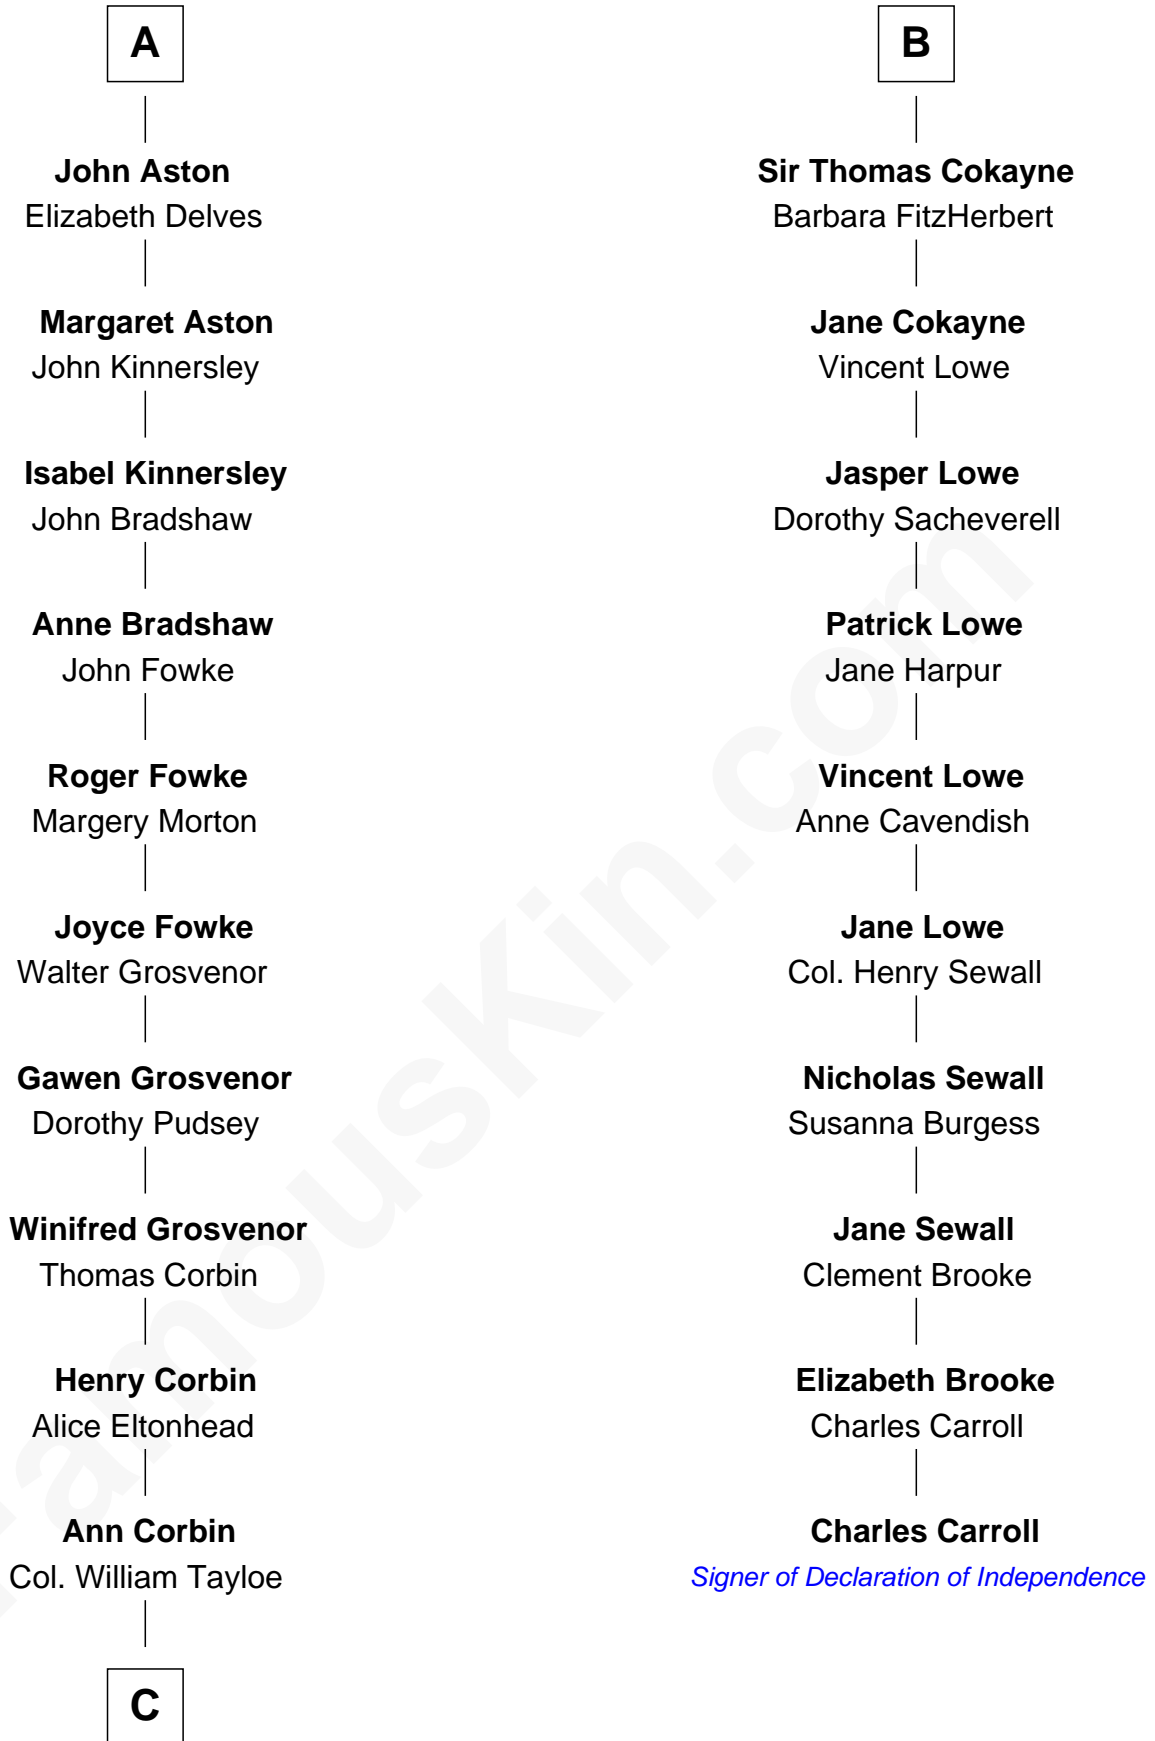 A
John Aston
Elizabeth Delves
Margaret Aston
John Kinnersley
Isabel Kinnersley
John Bradshaw
Anne Bradshaw
John Fowke
Roger Fowke
Margery Morton
Joyce Fowke
Walter Grosvenor
Gawen Grosvenor
Dorothy Pudsey
Winifred Grosvenor
Thomas Corbin
Henry Corbin
Alice Eltonhead
Ann Corbin
Col. William Tayloe
C
B
Sir Thomas Cokayne
Barbara FitzHerbert
Jane Cokayne
Vincent Lowe
Jasper Lowe
Dorothy Sacheverell
Patrick Lowe
Jane Harpur
Vincent Lowe
Anne Cavendish
Jane Lowe
Col. Henry Sewall
Nicholas Sewall
Susanna Burgess
Jane Sewall
Clement Brooke
Elizabeth Brooke
Charles Carroll
Charles Carroll
Signer of Declaration of Independence
FamousKin.com